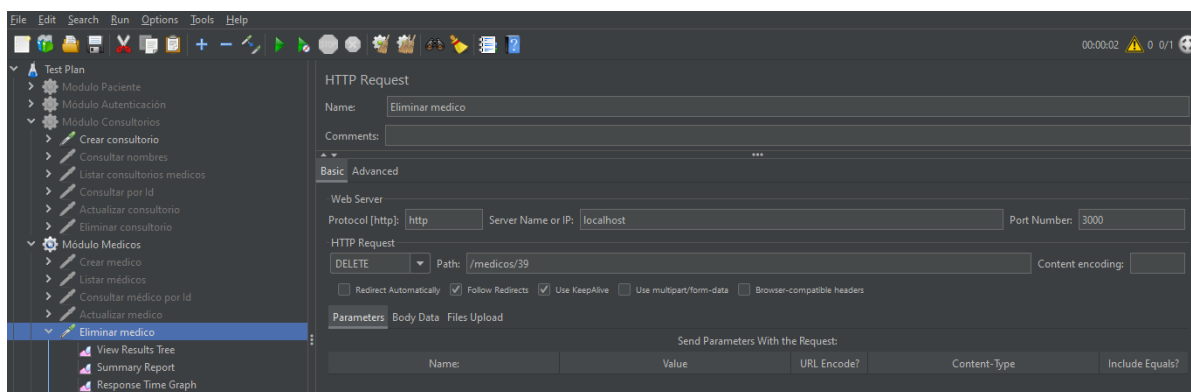 File Edit Search Run Options Tools Help
00:00:02 0 0/1
Test Plan
Modulo Paciente
Módulo Autenticación
Módulo Consultorios
Crear consultorio
Consultar nombres
Listar consultorios medicos
Consultar por Id
Actualizar consultorio
Eliminar consultorio
Módulo Medicos
Crear medico
Listar médicos
Consultar médico por Id
Actualizar medico
Eliminar medico
View Results Tree
Summary Report
Response Time Graph
HTTP Request
Name: Eliminar medico
Comments:
Basic Advanced
Web Server
Protocol [http]: http Server Name or IP: localhost Port Number: 3000
HTTP Request
DELETE Path: /medicos/39 Content encoding:
Redirect Automatically Follow Redirects Use KeepAlive Use multipart/form-data Browser-compatible headers
Parameters Body Data Files Upload
Send Parameters With the Request:
Name: Value URL Encode? Content-Type Include Equals?